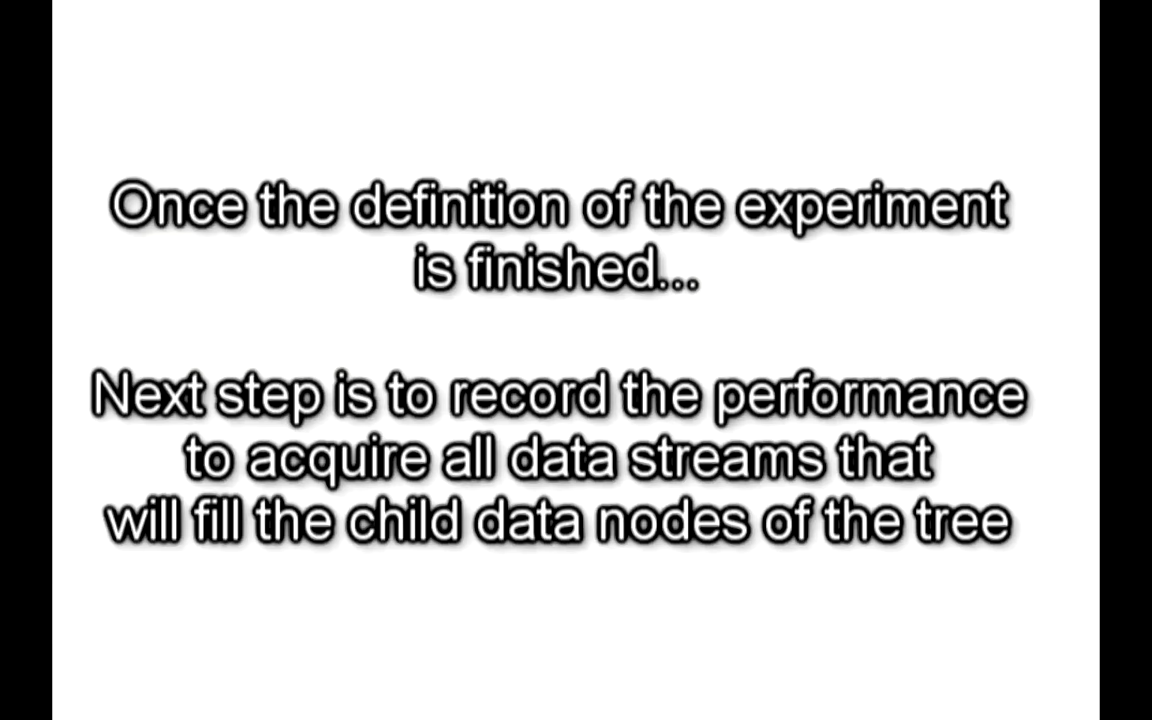 Once the definition of the experiment
is finished...
Next step is to record the performance
to acquire all data streams that
will fill the child data nodes of the tree